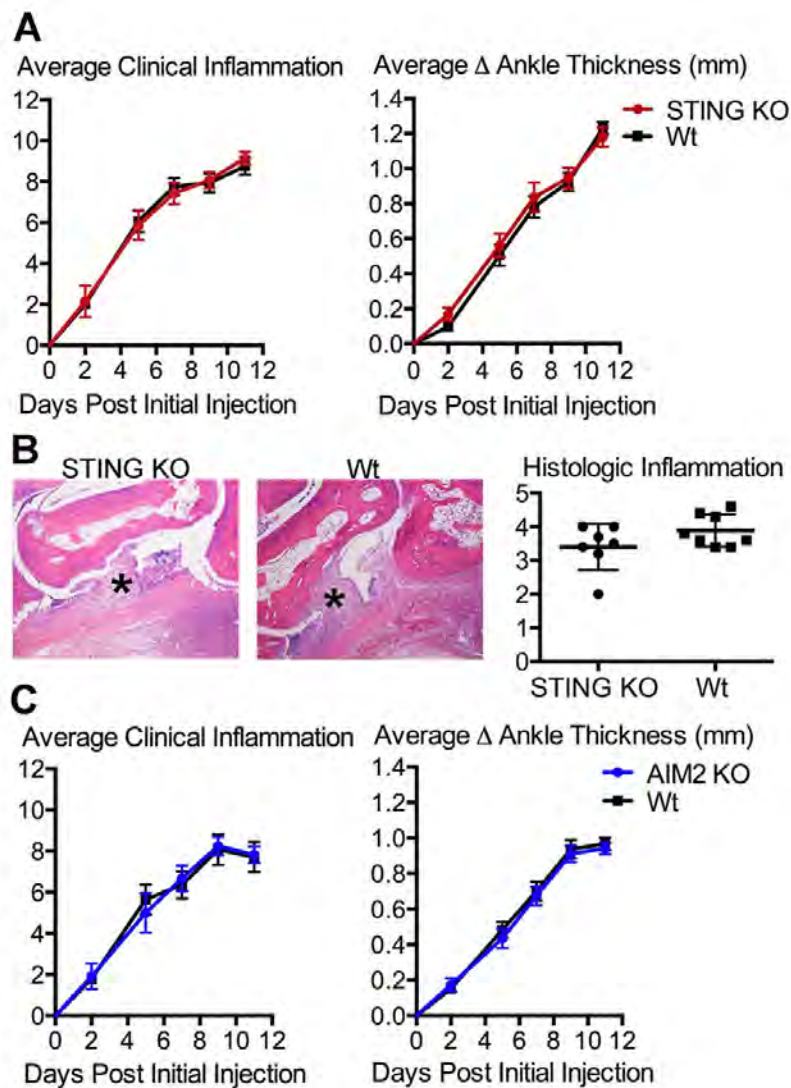 A
Average Clinical Inflammation
12
10
8
6
4
2
0
0 2 4 6 8 10 12
Days Post Initial Injection
Average Δ Ankle Thickness (mm)
1.4
1.2
1.0
0.8
0.6
0.4
0.2
0.0
0 2 4 6 8 10 12
Days Post Initial Injection
STING KO
Wt
B
STING KO
*
Wt
*
Histologic Inflammation
5
4
3
2
1
0
STING KO Wt
C
Average Clinical Inflammation
12
10
8
6
4
2
0
0 2 4 6 8 10 12
Days Post Initial Injection
Average Δ Ankle Thickness (mm)
1.4
1.2
1.0
0.8
0.6
0.4
0.2
0.0
0 2 4 6 8 10 12
Days Post Initial Injection
AIM2 KO
Wt